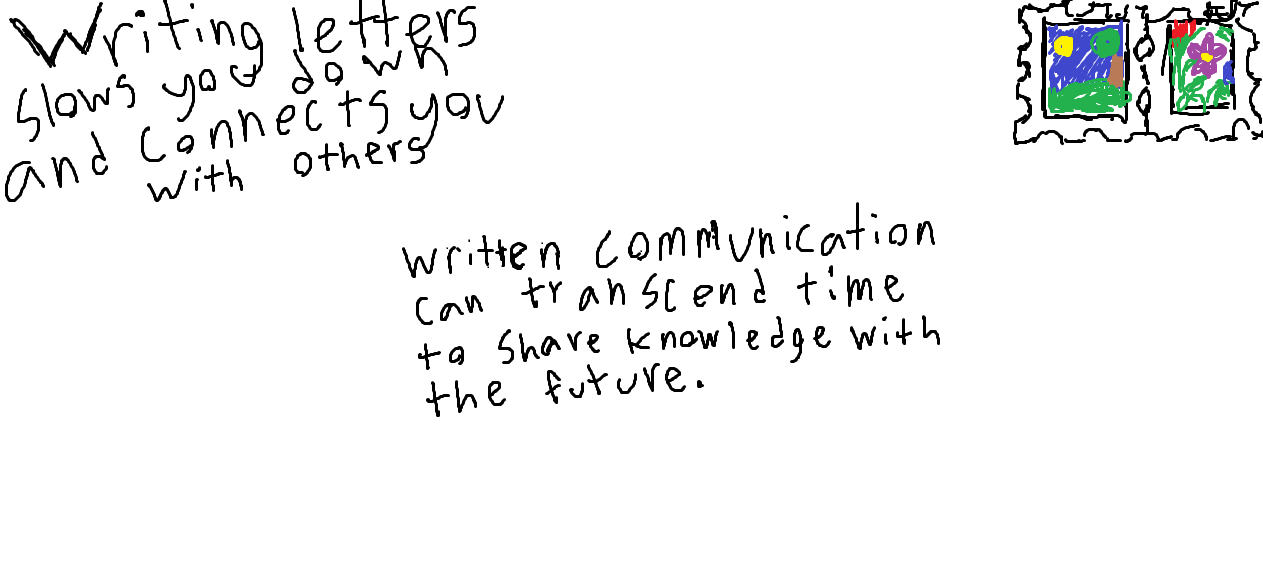 Writing letters
slows you down
and connects you
with others
written communication
can transcend time
to share knowledge with
the future.